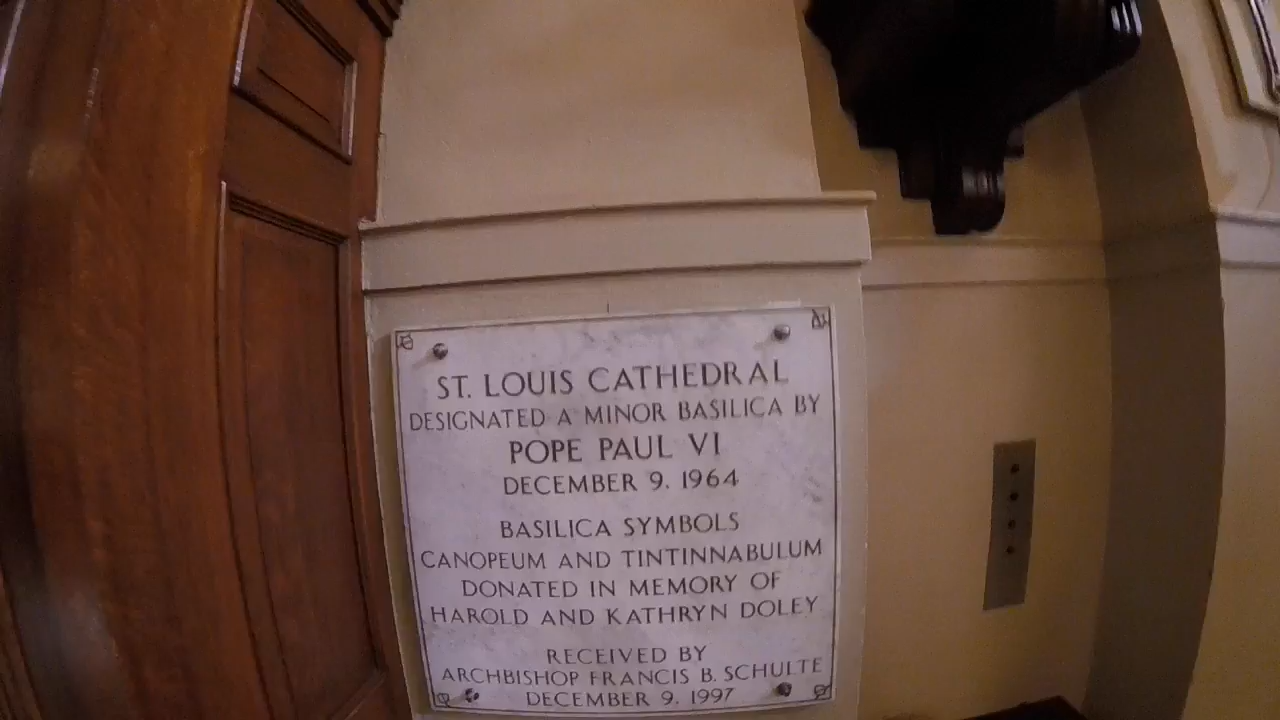 ST. LOUIS CATHEDRAL
DESIGNATED A MINOR BASILICA BY
POPE PAUL VI
DECEMBER 9. 1964
BASILICA SYMBOLS
CANOPEUM AND TINTINNABULUM
DONATED IN MEMORY OF
HAROLD AND KATHRYN DOLEY
RECEIVED BY
ARCHBISHOP FRANCIS B. SCHULTE
DECEMBER 9. 1997